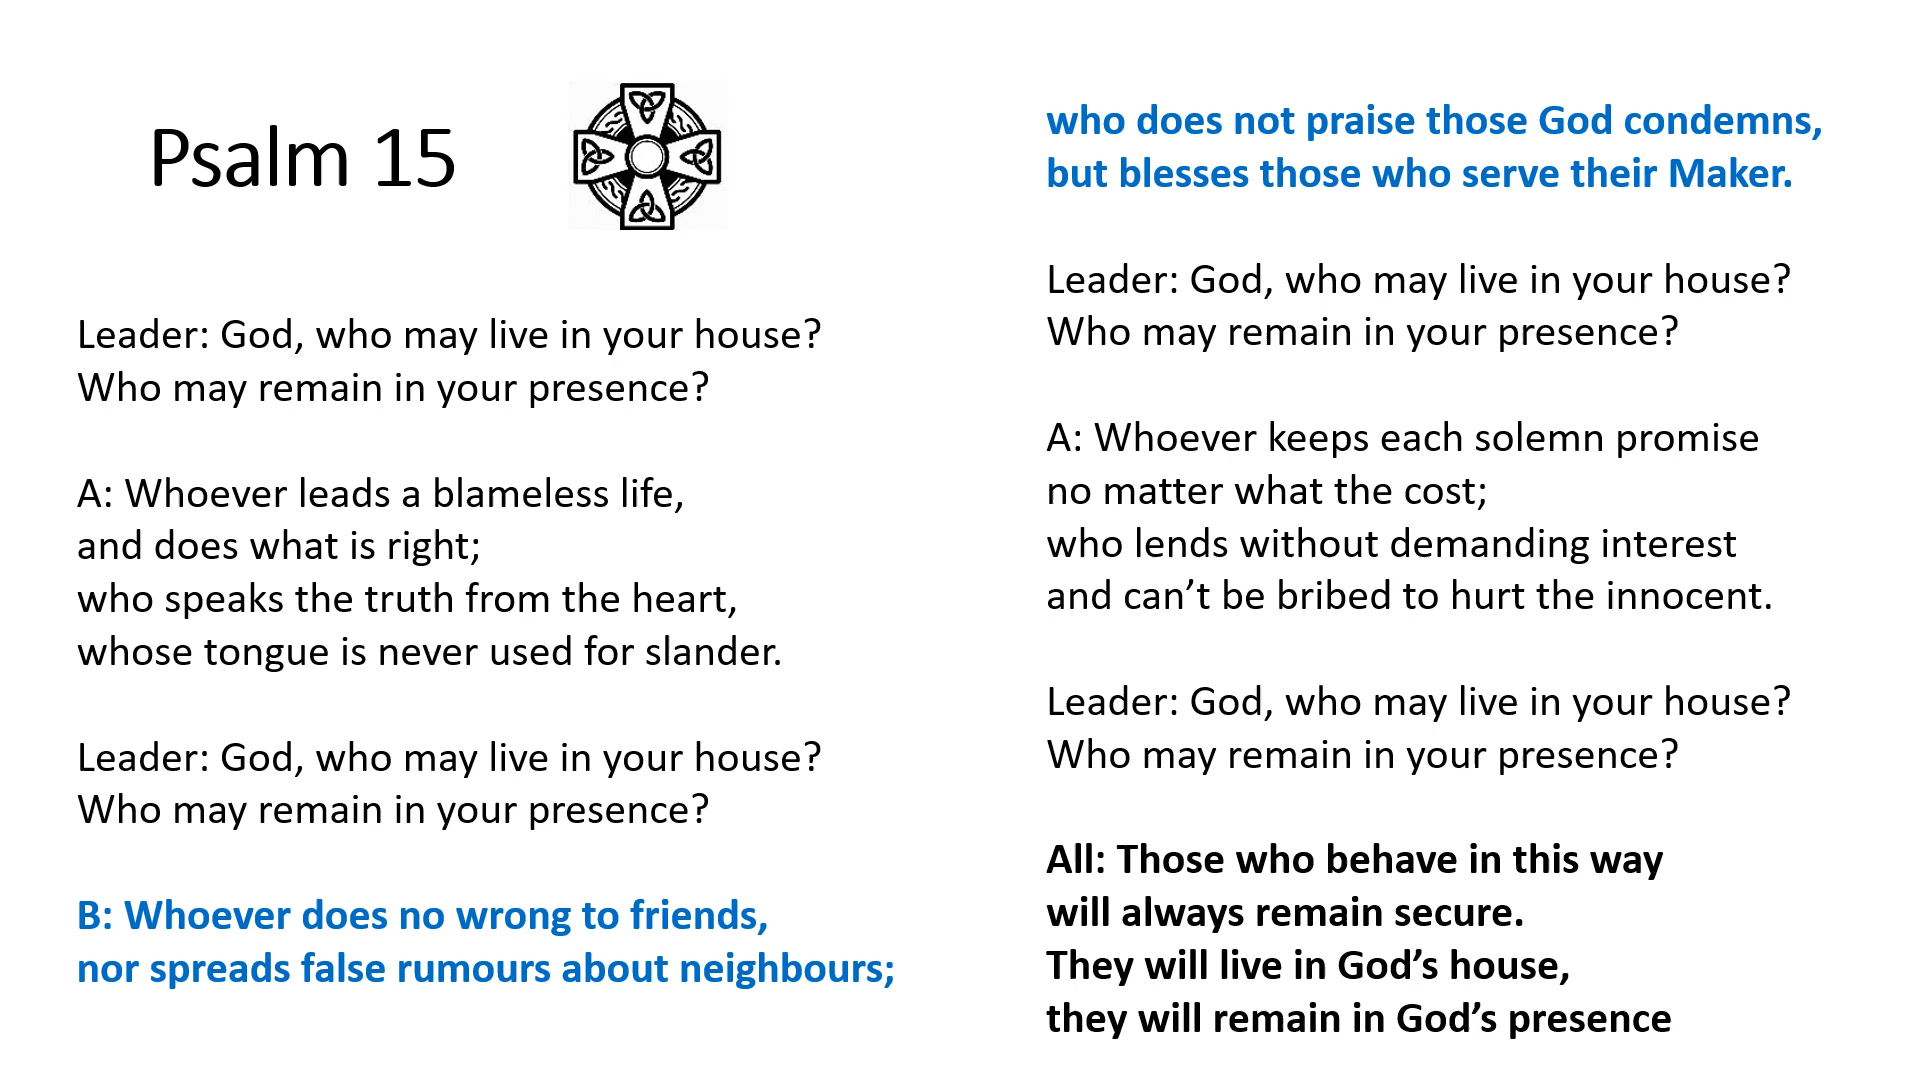 Psalm 15
Leader: God, who may live in your house?
Who may remain in your presence?
A: Whoever leads a blameless life,
and does what is right;
who speaks the truth from the heart,
whose tongue is never used for slander.
Leader: God, who may live in your house?
Who may remain in your presence?
B: Whoever does no wrong to friends,
nor spreads false rumours about neighbours;
who does not praise those God condemns,
but blesses those who serve their Maker.
Leader: God, who may live in your house?
Who may remain in your presence?
A: Whoever keeps each solemn promise
no matter what the cost;
who lends without demanding interest
and can’t be bribed to hurt the innocent.
Leader: God, who may live in your house?
Who may remain in your presence?
All: Those who behave in this way
will always remain secure.
They will live in God’s house,
they will remain in God’s presence